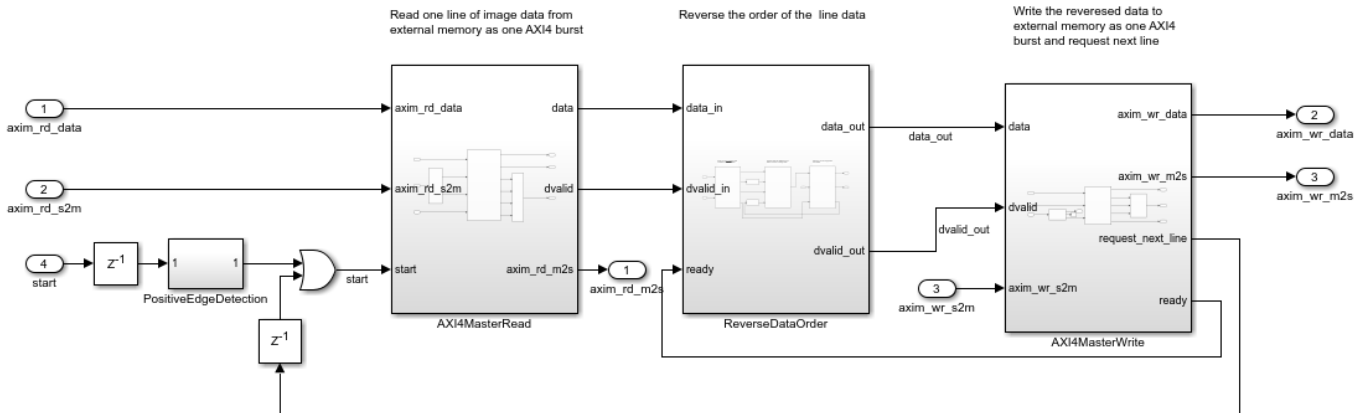 Read one line of image data from
external memory as one AXI4 burst
Reverse the order of the  line data
Write the reveresed data to
external memory as one AXI4
burst and request next line
1
axim_rd_data
2
axim_rd_s2m
4
start
Z-1
1
1
PositiveEdgeDetection
Z-1
start
axim_rd_data
axim_rd_s2m
start
data
dvalid
axim_rd_m2s
AXI4MasterRead
1
axim_rd_m2s
data_in
dvalid_in
ready
data_out
dvalid_out
ReverseDataOrder
data_out
dvalid_out
3
axim_wr_s2m
data
dvalid
axim_wr_s2m
axim_wr_data
axim_wr_m2s
request_next_line
ready
AXI4MasterWrite
2
axim_wr_data
3
axim_wr_m2s